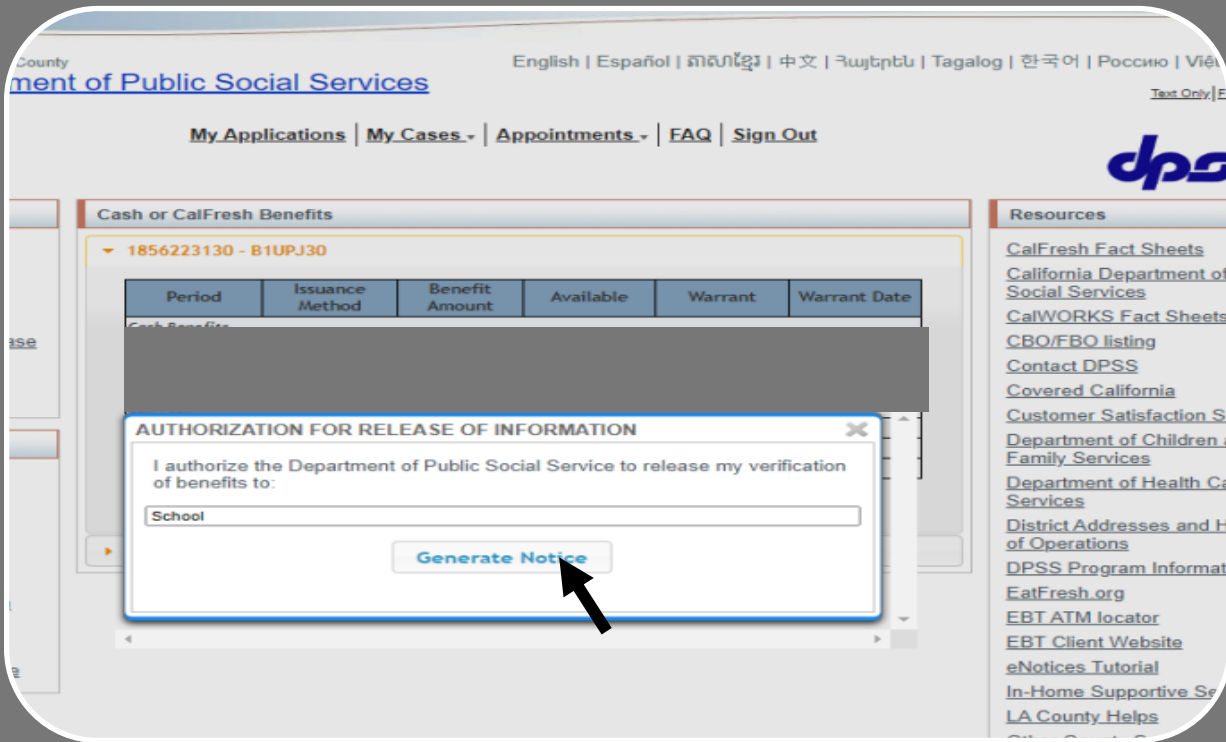 County
English | Español | ភាសាខ្មែរ | 中文 | Հայերեն | Tagalog | 한국어 | Россию |
of Public Social Services
Text Only
My Applications | My Cases | Appointments | FAQ | Sign Out
dpss
Cash or CalFresh Benefits
1856223130 - B1UPJ30
Period | Issuance Method | Benefit Amount | Available | Warrant | Warrant Date
Cash Benefits
AUTHORIZATION FOR RELEASE OF INFORMATION
I authorize the Department of Public Social Service to release my verification
of benefits to:
School
Generate Notice
Resources
CalFresh Fact Sheets
California Department of
Social Services
CalWORKS Fact Sheets
CBO/FBO listing
Contact DPSS
Covered California
Customer Satisfaction
Department of Children
Family Services
Department of Health
Services
District Addresses and
of Operations
DPSS Program
EatFresh.org
EBT ATM locator
EBT Client Website
eNotices Tutorial
In-Home Supportive
LA County Helps